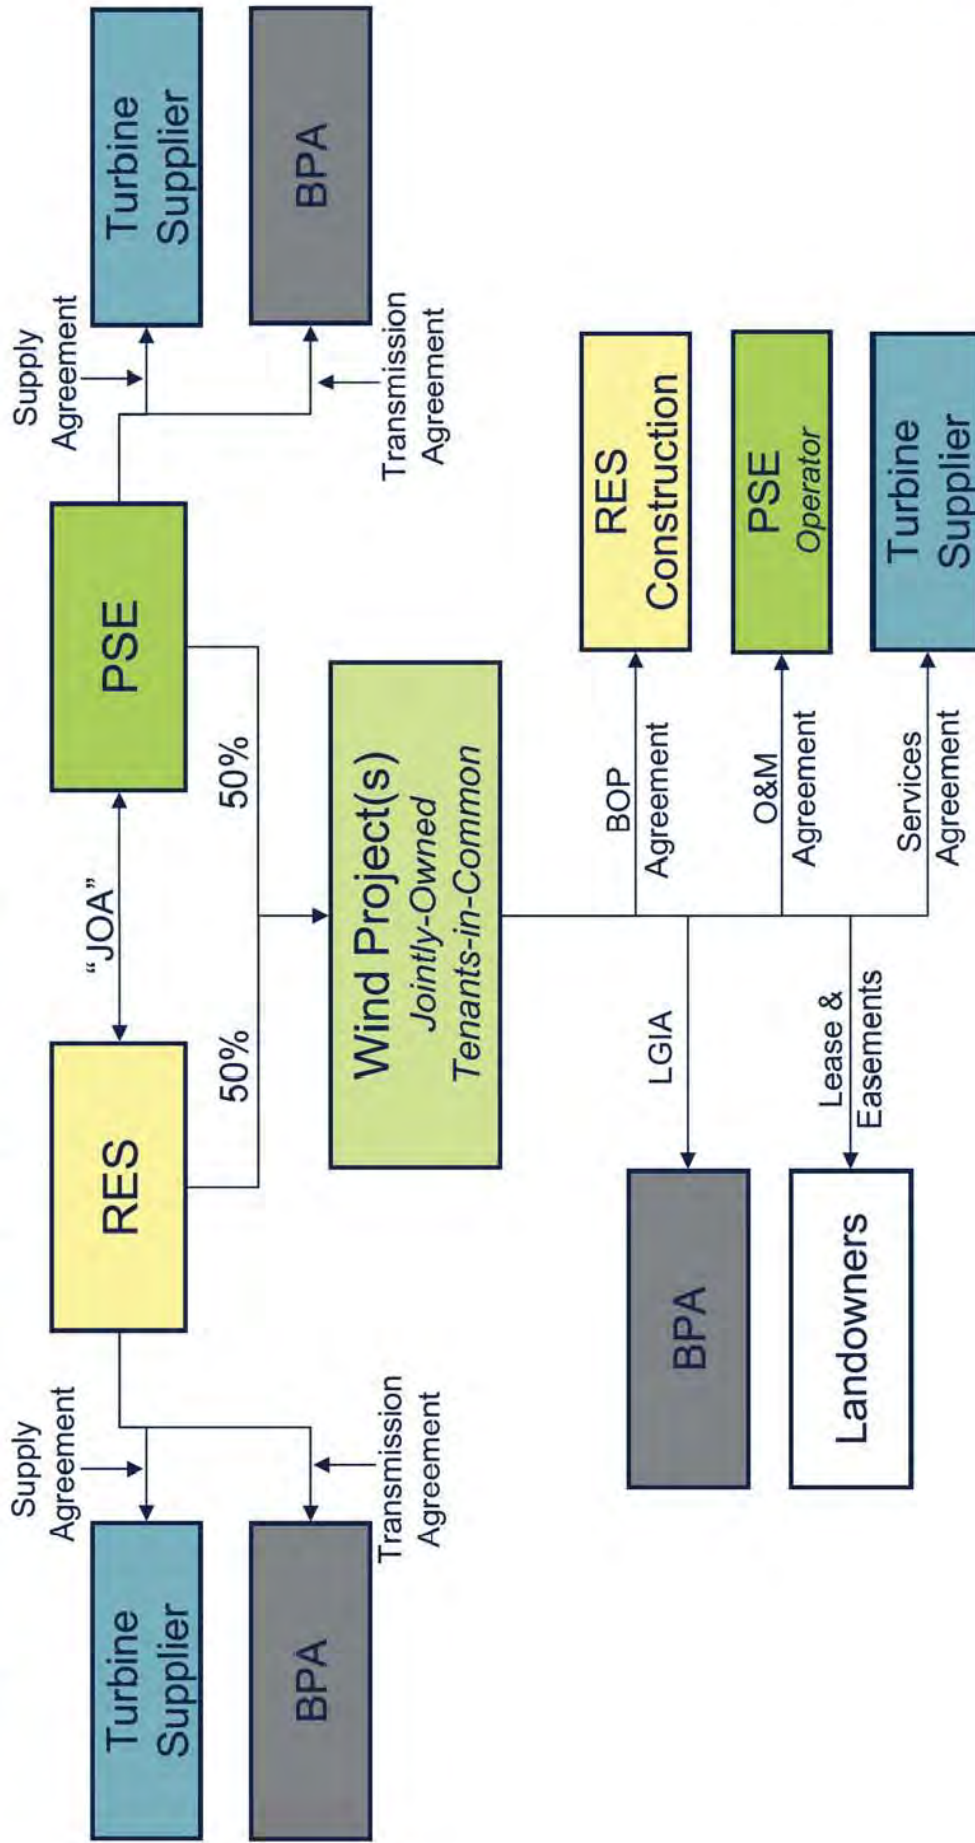 Supply
Agreement
Turbine
Supplier
BPA
Transmission
Agreement
RES
“JOA”
PSE
Supply
Agreement
Turbine
Supplier
BPA
Transmission
Agreement
50%
50%
Wind Project(s)
Jointly-Owned
Tenants-in-Common
BPA
LGIA
Landowners
Lease &
Easements
BOP
Agreement
RES
Construction
O&M
Agreement
PSE
Operator
Services
Agreement
Turbine
Supplier